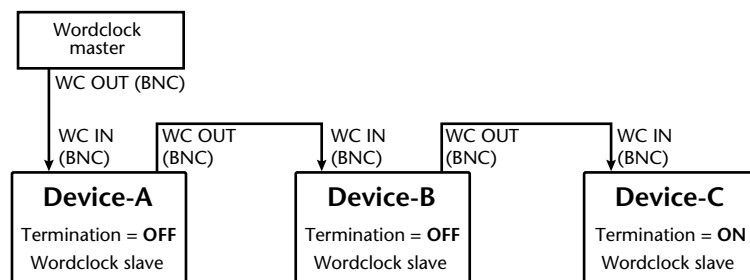 Wordclock
master
WC OUT (BNC)
WC IN
(BNC)
WC OUT
(BNC)
WC IN
(BNC)
WC OUT
(BNC)
WC IN
(BNC)
Device-A
Termination = OFF
Wordclock slave
Device-B
Termination = OFF
Wordclock slave
Device-C
Termination = ON
Wordclock slave